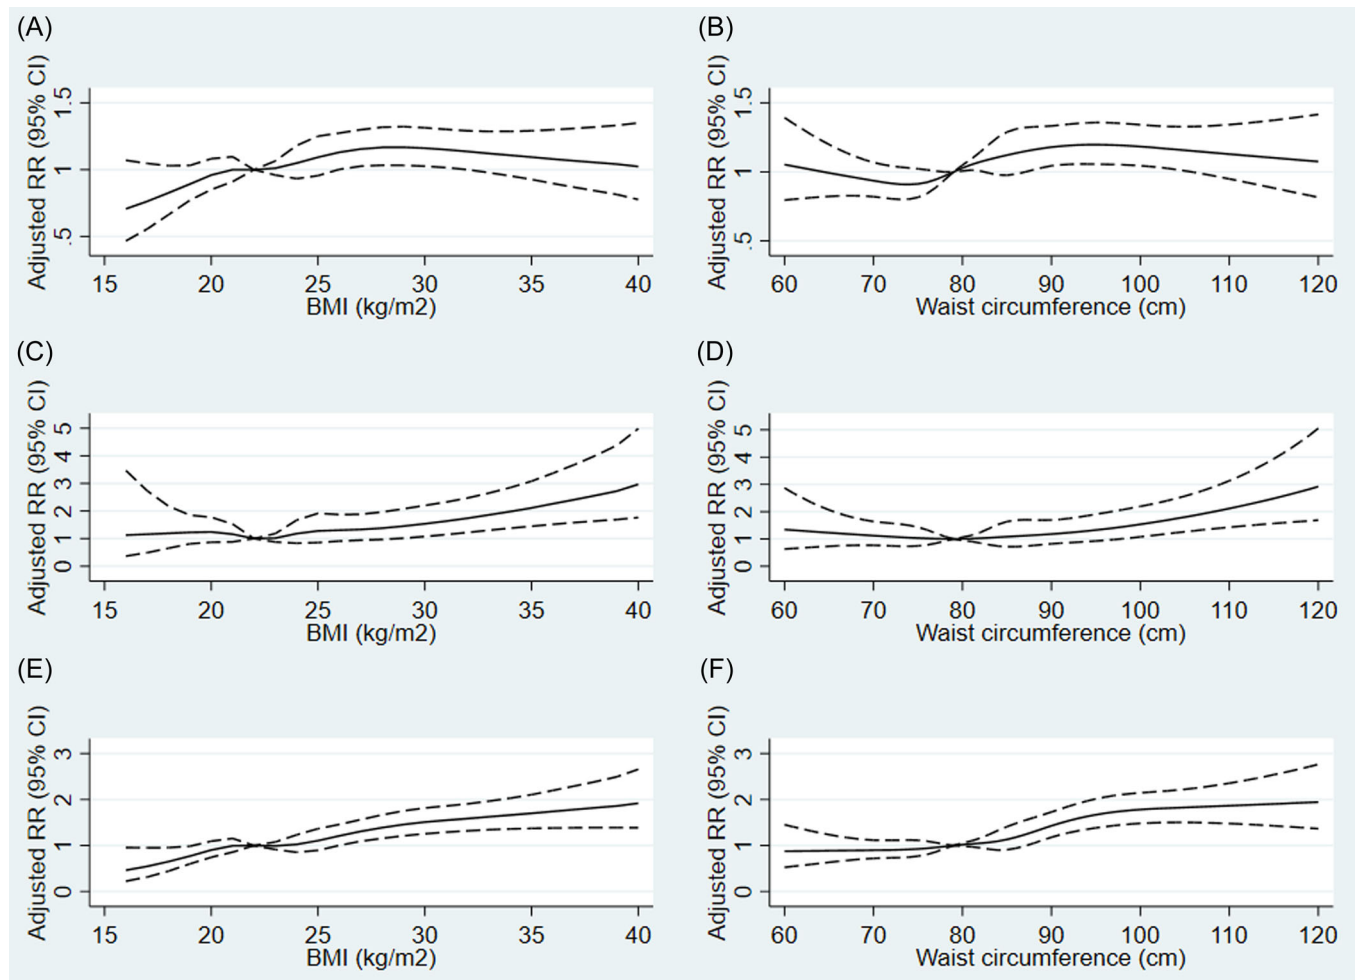 (A)
Adjusted RR (95% CI)
1.5
1
.5
15 20 25 30 35 40
BMI (kg/m2)
(B)
Adjusted RR (95% CI)
1.5
1
.5
60 70 80 90 100 110 120
Waist circumference (cm)
(C)
Adjusted RR (95% CI)
5
4
3
2
1
0
15 20 25 30 35 40
BMI (kg/m2)
(D)
Adjusted RR (95% CI)
5
4
3
2
1
0
60 70 80 90 100 110 120
Waist circumference (cm)
(E)
Adjusted RR (95% CI)
3
2
1
0
15 20 25 30 35 40
BMI (kg/m2)
(F)
Adjusted RR (95% CI)
3
2
1
0
60 70 80 90 100 110 120
Waist circumference (cm)